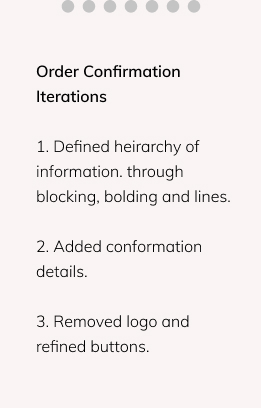 Order Confirmation
Iterations
1. Defined heirarchy of
information. through
blocking, bolding and lines.
2. Added conformation
details.
3. Removed logo and
refined buttons.